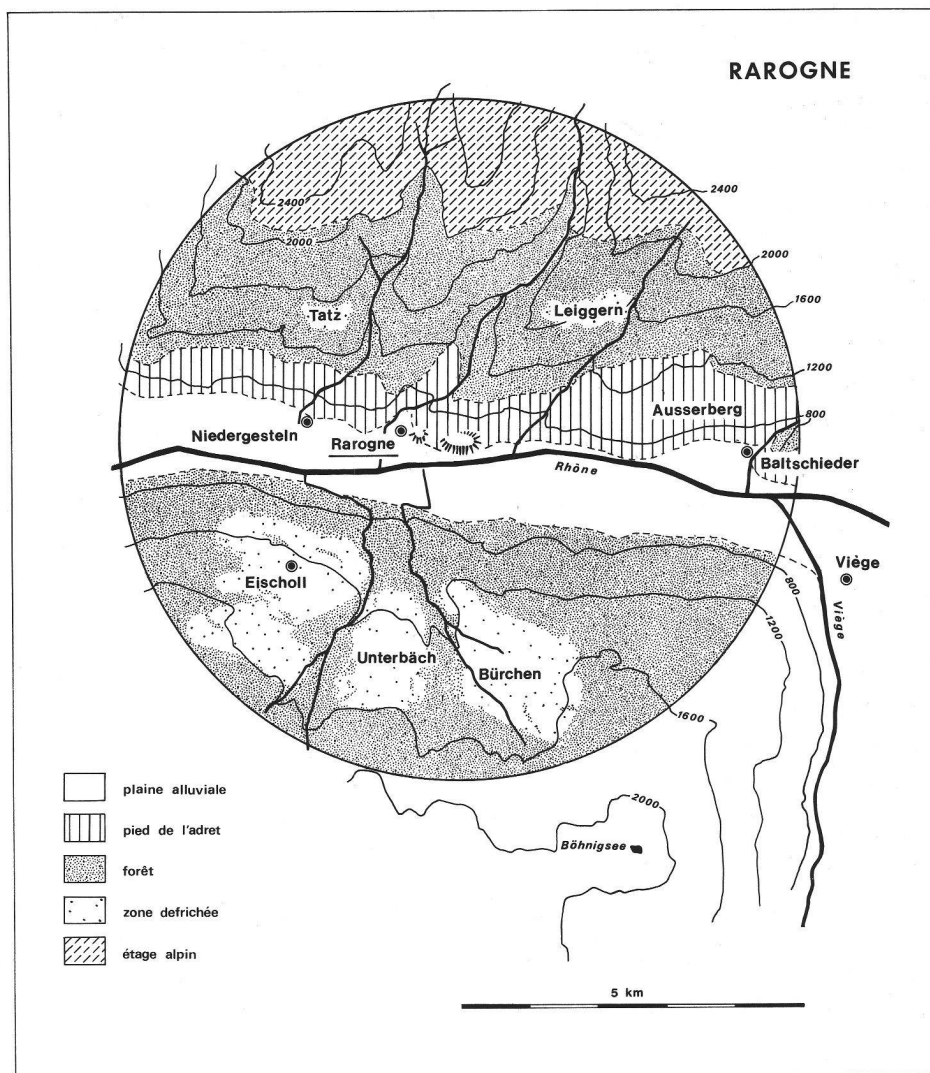 RAROGNE
2400
2400
2000
2000
1600
Tatz
Leiggern
1200
Ausserberg
800
Niedergesteln
Rarogne
Baltschieder
Rhône
Viège
Eischoll
800
Viège
1200
Unterbäch
Bürchen
1600
plaine alluviale
2000
pied de l'adret
Böhnigsee
forêt
zone defrichée
étage alpin
5 km